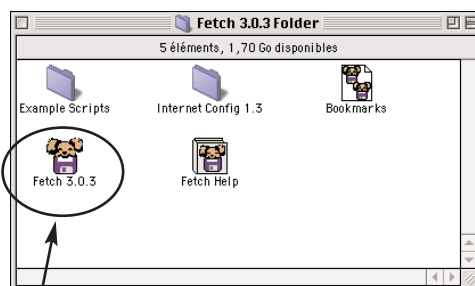 Fetch 3.0.3 Folder
5 éléments, 1,70 Go disponibles
Example Scripts
Internet Config 1.3
Bookmarks
Fetch 3.0.3
Fetch Help